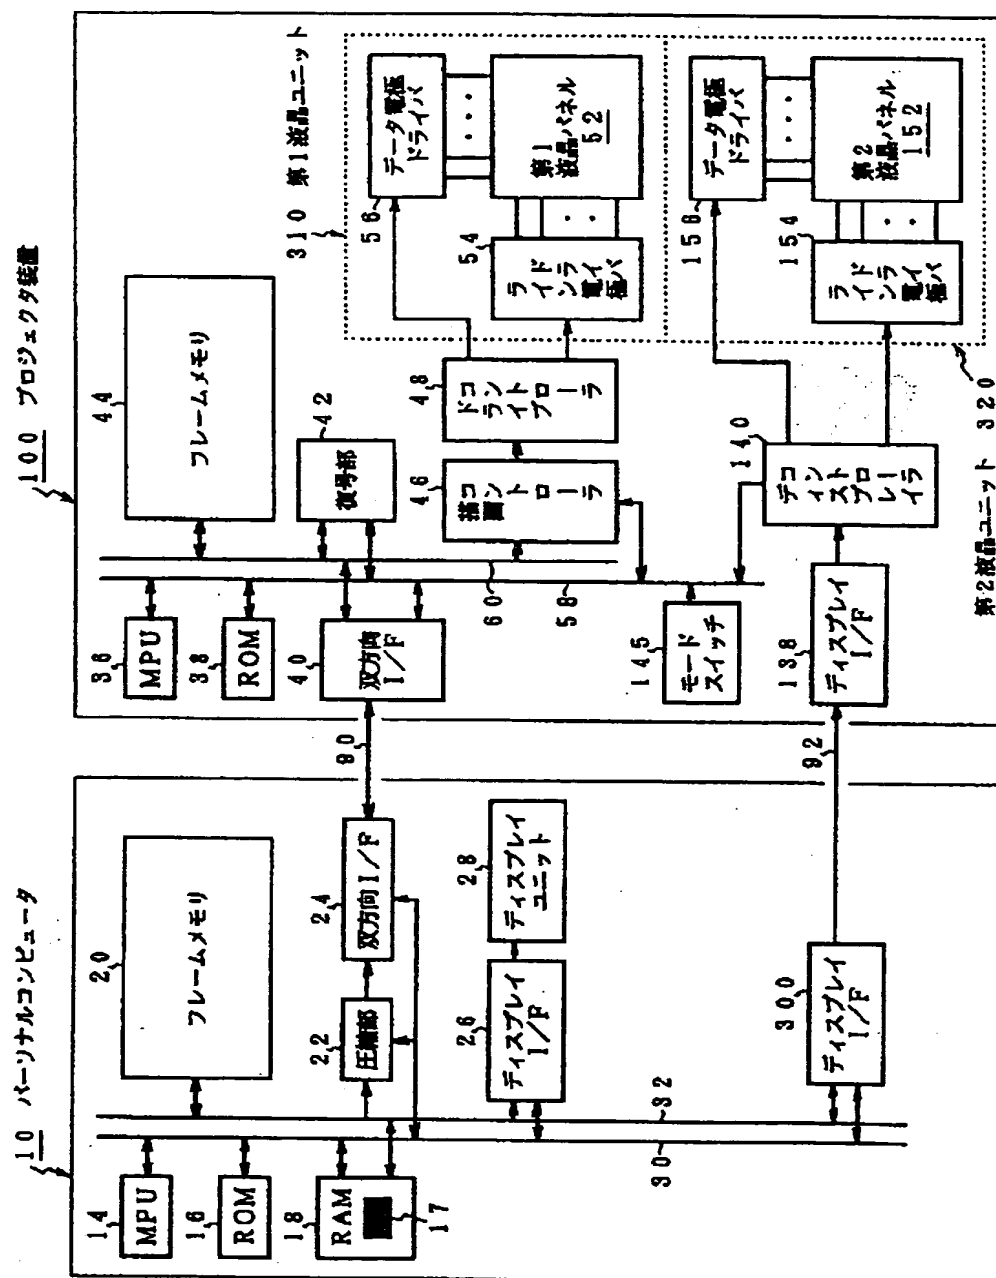 10 パーソナルコンピュータ
100 プロジェクタ装置
14
MPU
16
ROM
18
RAM
17
20
フレームメモリ
22
圧縮部
24
双方向I/F
26
ディスプレイ
I/F
28
ディスプレイ
ユニット
30
32
300
ディスプレイ
I/F
90
92
36
MPU
38
ROM
40
双方向
I/F
44
フレームメモリ
42
復号部
60
58
46
描画
コントローラ
48
ドライブ
コントローラ
145
モード
スイッチ
138
ディスプレイ
I/F
140
ディスプレイ
コントローラ
310 第1液晶ユニット
56
データ電極
ドライバ
54
ライン電極
ドライバ
第1
液晶パネル
52
156
データ電極
ドライバ
154
ライン電極
ドライバ
第2
液晶パネル
152
第2液晶ユニット 320